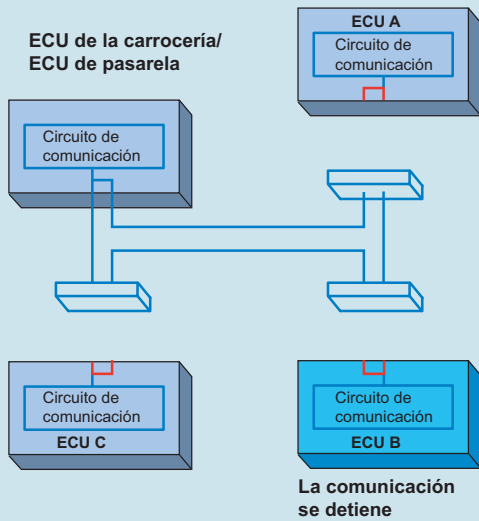 ECU de la carrocería/
ECU de pasarela
ECU A
Circuito de
comunicación
Circuito de
comunicación
Circuito de
comunicación
ECU C
Circuito de
comunicación
ECU B
La comunicación
se detiene